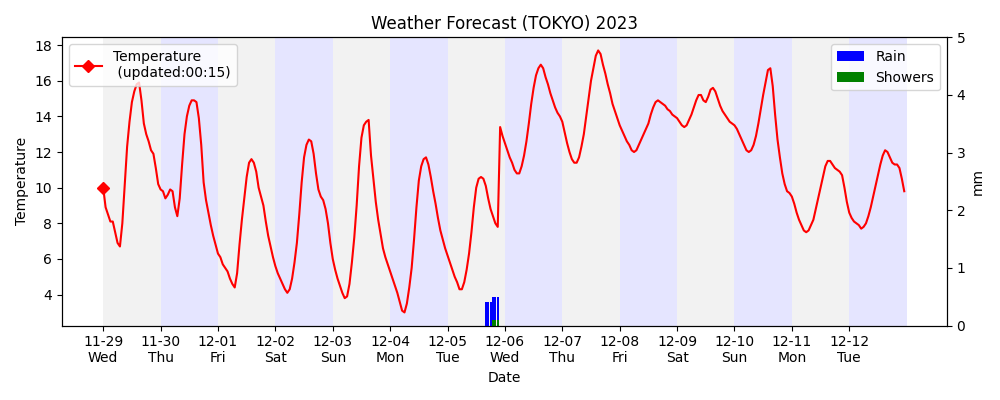 Weather Forecast (TOKYO) 2023
Temperature
(updated:00:15)
Rain
Showers
Temperature
18
16
14
12
10
8
6
4
5
4
3
2
1
0
mm
11-29 11-30 12-01 12-02 12-03 12-04 12-05 12-06 12-07 12-08 12-09 12-10 12-11 12-12
Wed Thu Fri Sat Sun Mon Tue Wed Thu Fri Sat Sun Mon Tue
Date